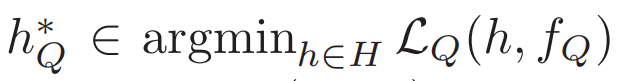 h*_Q ∈ argmin_{h∈H} ℒ_Q(h, f_Q)